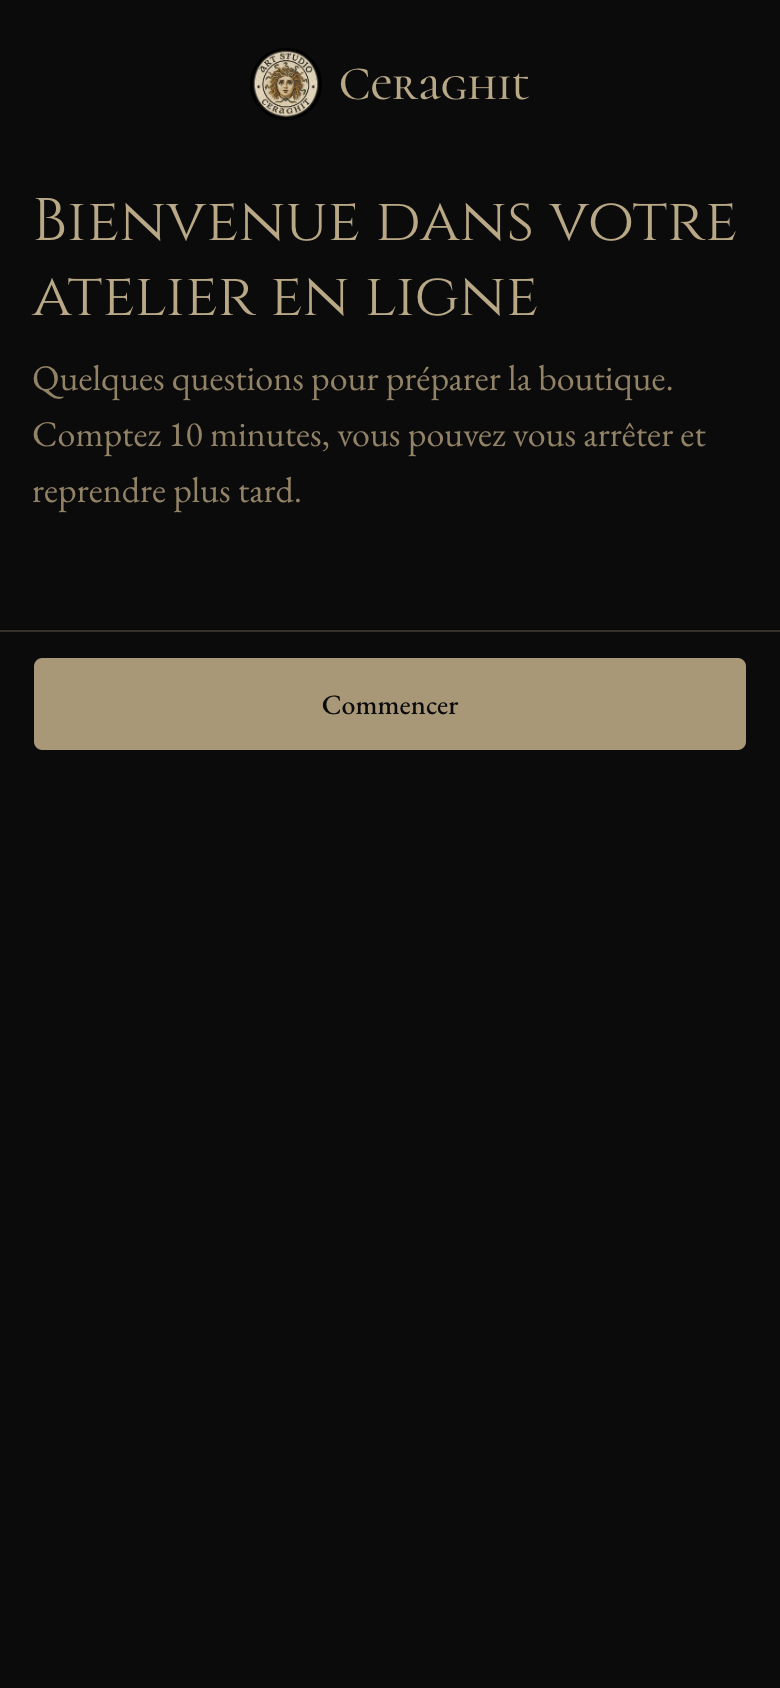 ART STUDIO
CERAGHIT
Ceraghit
Bienvenue dans votre
atelier en ligne
Quelques questions pour préparer la boutique.
Comptez 10 minutes, vous pouvez vous arrêter et
reprendre plus tard.
Commencer